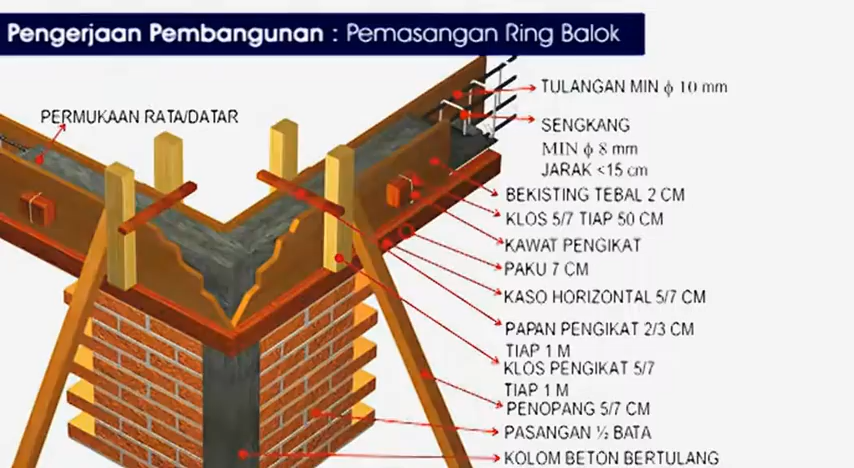 Pengerjaan Pembangunan : Pemasangan Ring Balok
PERMUKAAN RATA/DATAR
TULANGAN MIN ϕ 10 mm
SENGKANG
MIN ϕ 8 mm
JARAK <15 cm
BEKISTING TEBAL 2 CM
KLOS 5/7 TIAP 50 CM
KAWAT PENGIKAT
PAKU 7 CM
KASO HORIZONTAL 5/7 CM
PAPAN PENGIKAT 2/3 CM
TIAP 1 M
KLOS PENGIKAT 5/7
TIAP 1 M
PENOPANG 5/7 CM
PASANGAN ½ BATA
KOLOM BETON BERTULANG